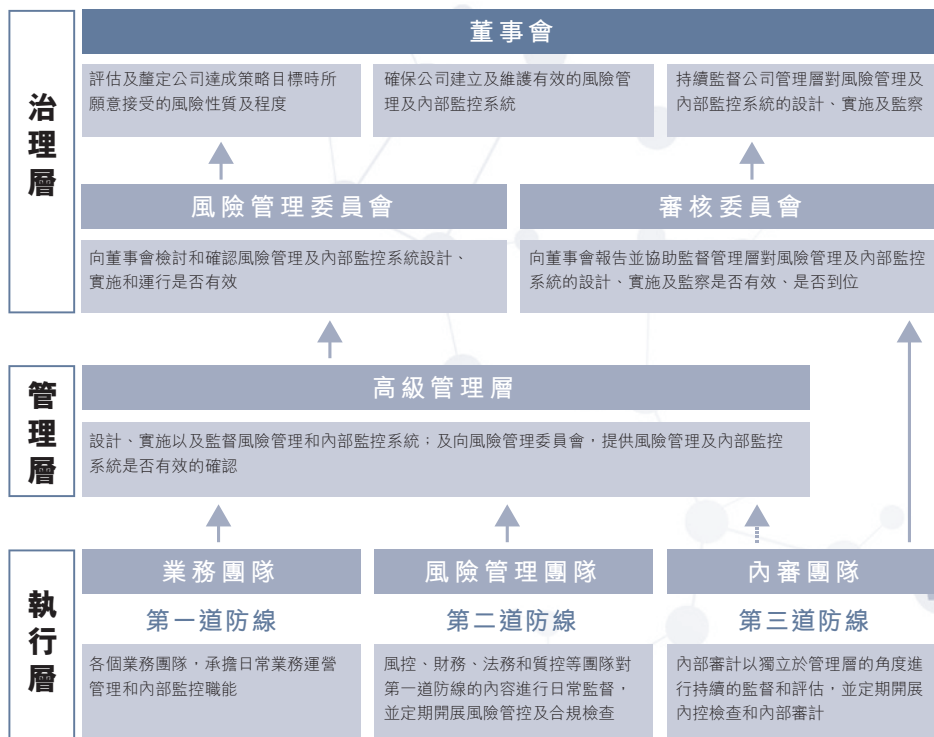 治理層
董事會
評估及釐定公司達成策略目標時所
願意接受的風險性質及程度
確保公司建立及維護有效的風險管
理及內部監控系統
持續監督公司管理層對風險管理及
內部監控系統的設計、實施及監察
風險管理委員會
向董事會檢討和確認風險管理及內部監控系統設計、
實施和運行是否有效
審核委員會
向董事會報告並協助監督管理層對風險管理及內部監控
系統的設計、實施及監察是否有效、是否到位
管理層
高級管理層
設計、實施以及監督風險管理和內部監控系統；及向風險管理委員會，提供風險管理及內部監控
系統是否有效的確認
執行層
業務團隊
第一道防線
各個業務團隊，承擔日常業務運營
管理和內部監控職能
風險管理團隊
第二道防線
風控、財務、法務和質控等團隊對
第一道防線的內容進行日常監督，
並定期開展風險管控及合規檢查
內審團隊
第三道防線
內部審計以獨立於管理層的角度進
行持續的監督和評估，並定期開展
內控檢查和內部審計